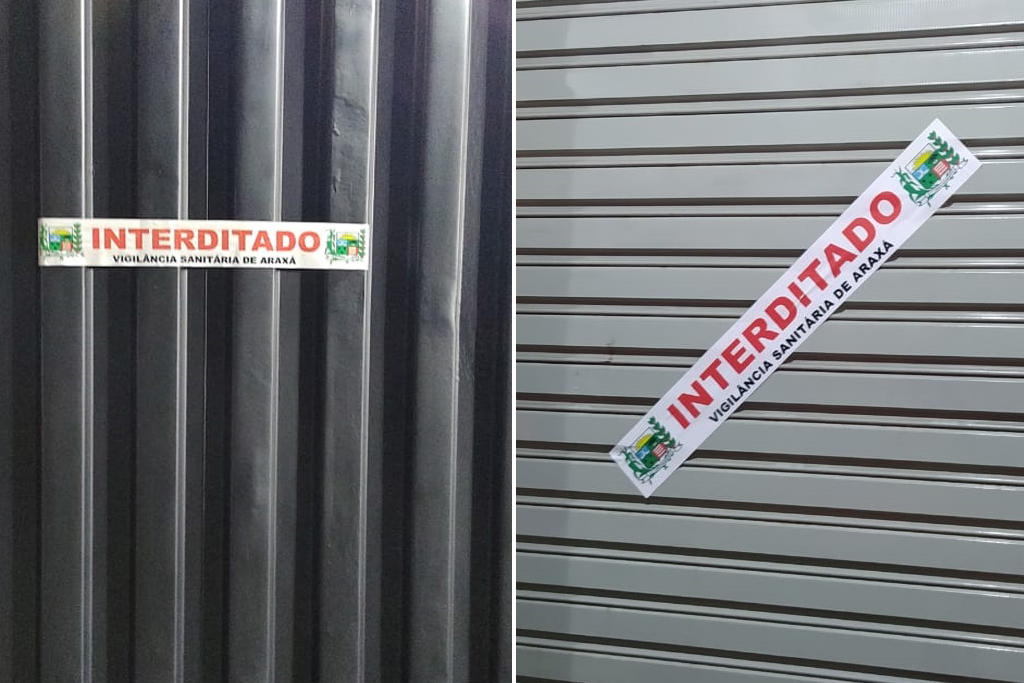 INTERDITADO
VIGILÂNCIA SANITÁRIA DE ARAXÁ
INTERDITADO
VIGILÂNCIA SANITÁRIA DE ARAXÁ